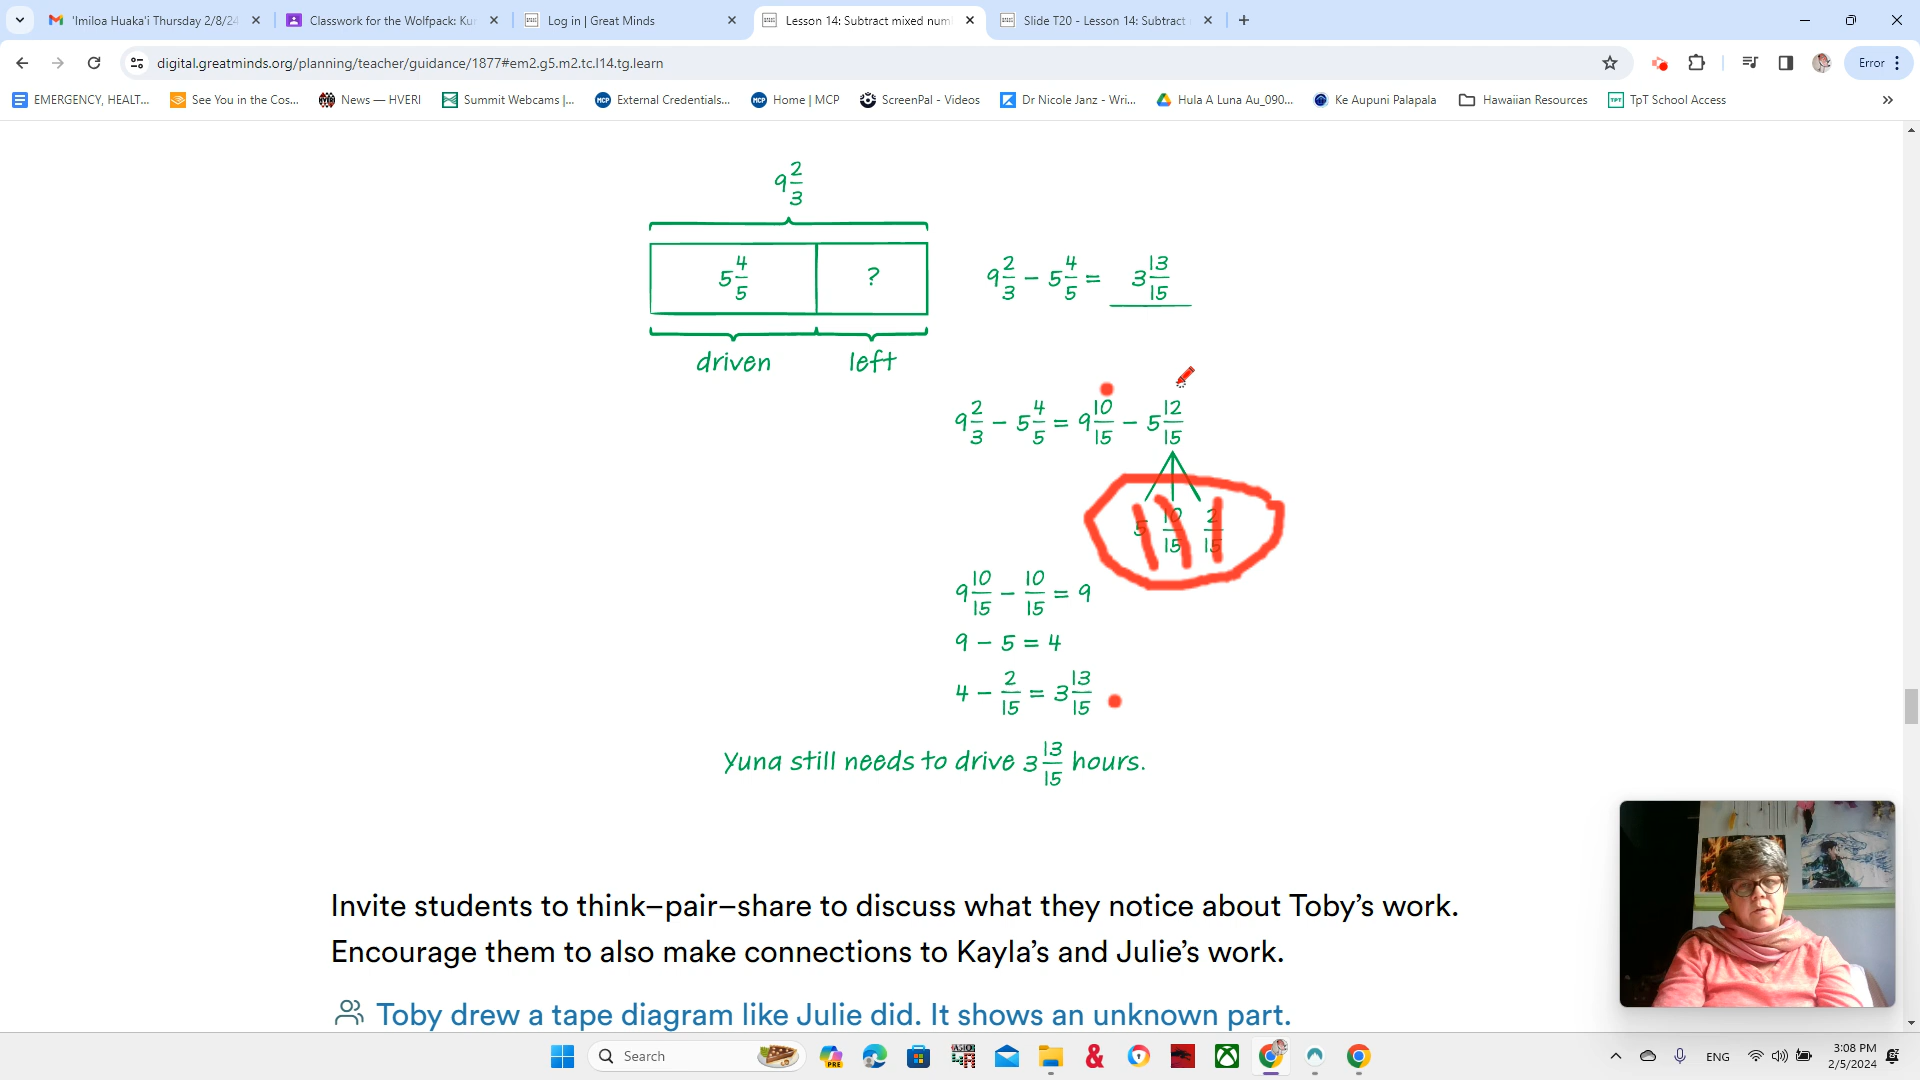 'Imiloa Huaka'i Thursday 2/8/24
Classwork for the Wolfpack: Ku
Log in | Great Minds
Lesson 14: Subtract mixed num
Slide T20 - Lesson 14: Subtract
digital.greatminds.org/planning/teacher/guidance/1877#em2.g5.m2.tc.l14.tg.learn
Error
EMERGENCY, HEALT...
See You in the Cos...
News — HVERI
Summit Webcams |...
External Credentials...
Home | MCP
ScreenPal - Videos
Dr Nicole Janz - Wri...
Hula A Luna Au_090...
Ke Aupuni Palapala
Hawaiian Resources
TpT School Access
9 2/3
5 4/5 ?
9 2/3 − 5 4/5 = 3 13/15
driven left
9 2/3 − 5 4/5 = 9 10/15 − 5 12/15
5 10/15 2/15
9 10/15 − 10/15 = 9
9 − 5 = 4
4 − 2/15 = 3 13/15
Yuna still needs to drive 3 13/15 hours.
Invite students to think–pair–share to discuss what they notice about Toby's work.
Encourage them to also make connections to Kayla's and Julie's work.
Toby drew a tape diagram like Julie did. It shows an unknown part.
Search
ENG
3:08 PM
2/5/2024